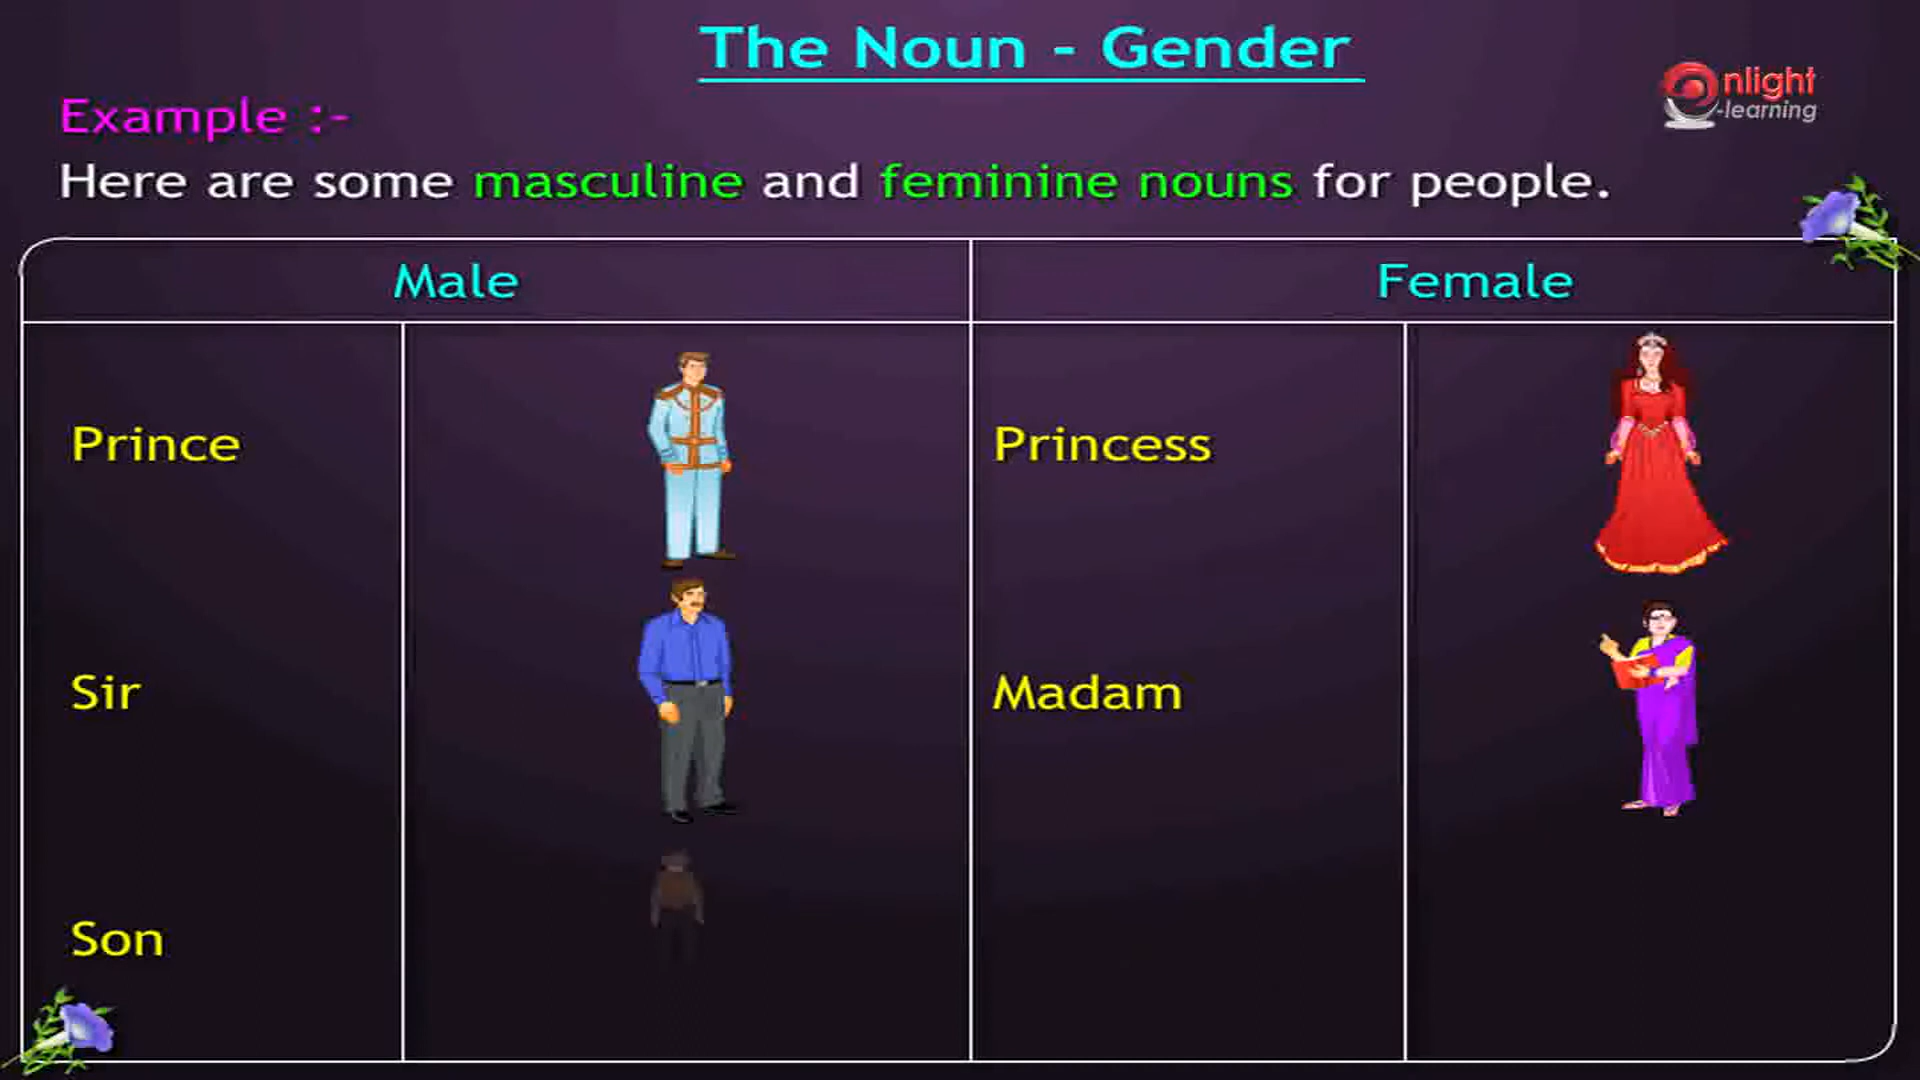 The Noun - Gender
nlight
-learning
Example :-
Here are some masculine and feminine nouns for people.
Male Female
Prince Princess
Sir Madam
Son